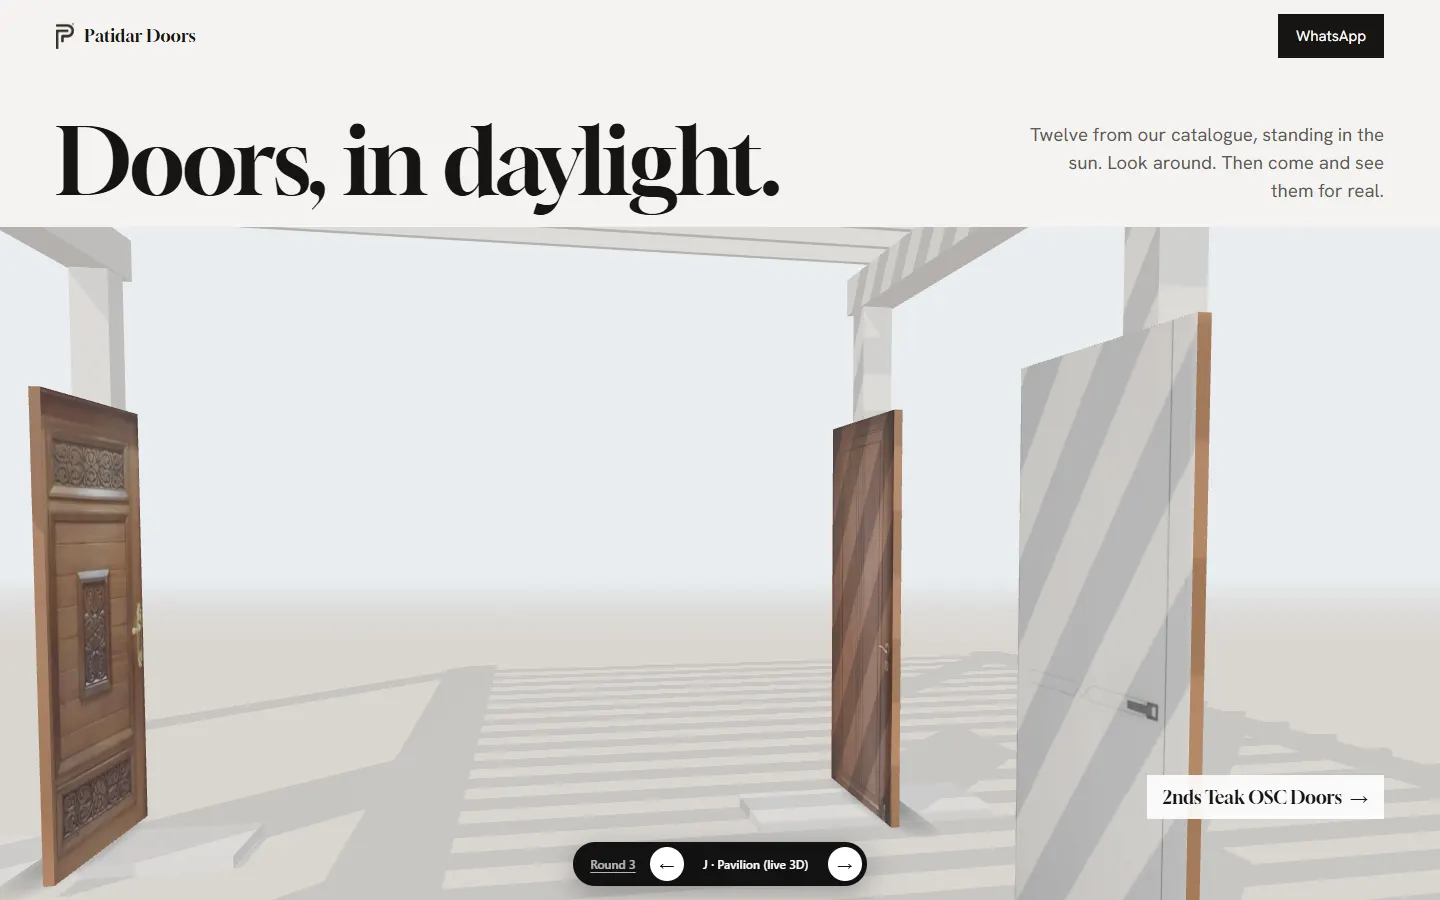 Patidar Doors
WhatsApp
Doors, in daylight.
Twelve from our catalogue, standing in the
sun. Look around. Then come and see
them for real.
2nds Teak OSC Doors →
Round 3 ← J · Pavilion (live 3D) →